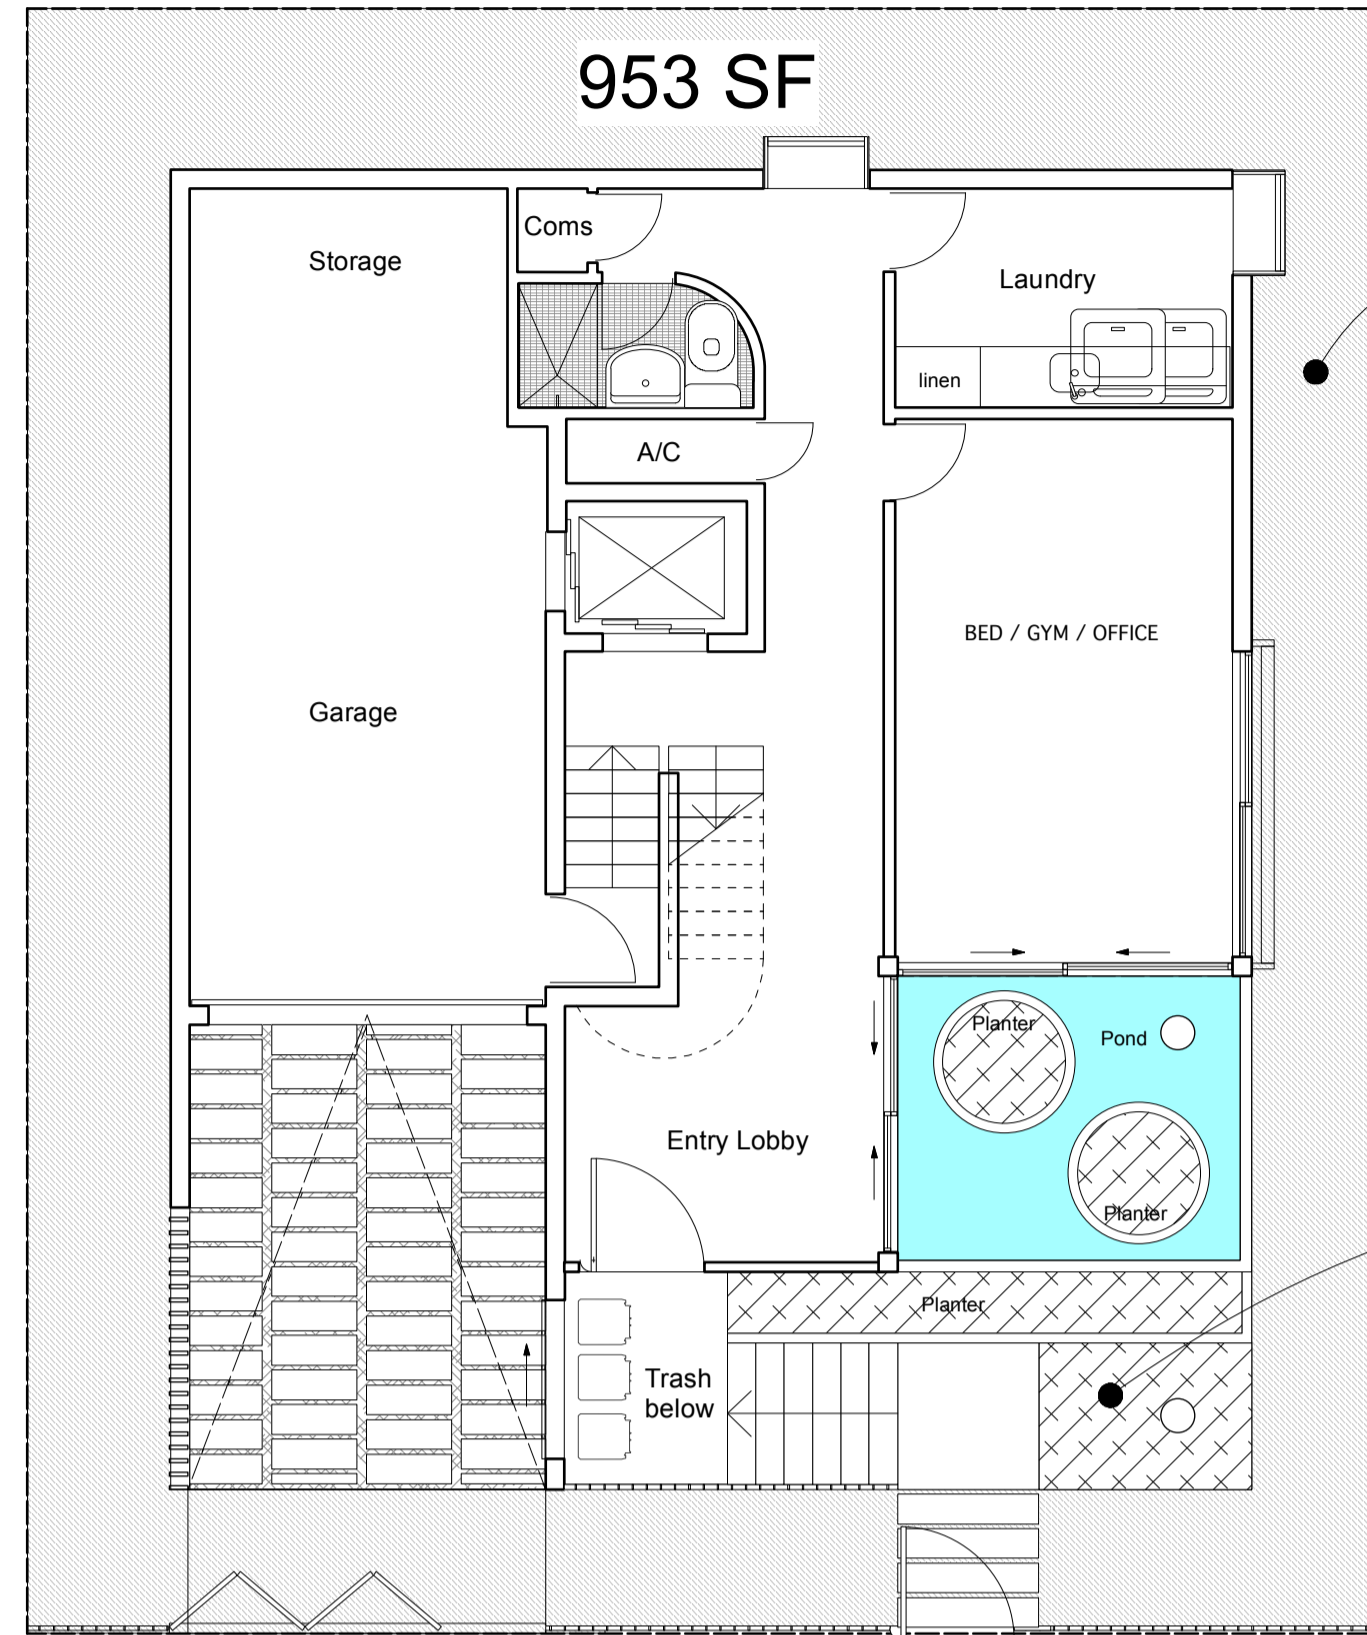 953 SF
Coms
Storage
Laundry
linen
A/C
BED / GYM / OFFICE
Garage
Planter
Pond
Entry Lobby
Planter
Planter
Trash
below